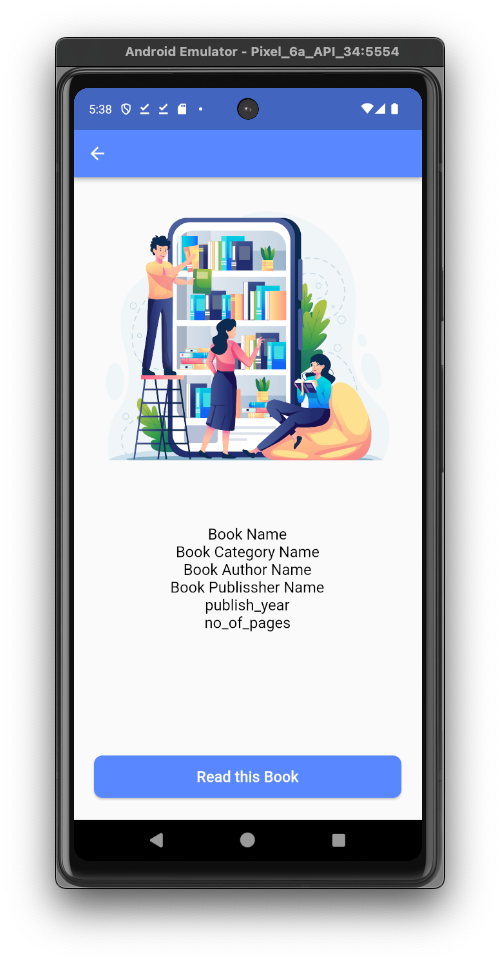 Android Emulator - Pixel_6a_API_34:5554
5:38
Book Name
Book Category Name
Book Author Name
Book Publissher Name
publish_year
no_of_pages
Read this Book